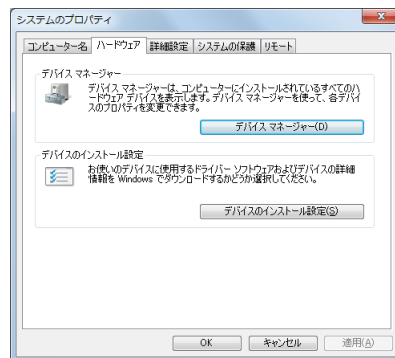 システムのプロパティ
コンピューター名 ハードウェア 詳細設定 システムの保護 リモート
デバイス マネージャー
デバイス マネージャーは、コンピューターにインストールされているすべてのハ
ードウェア デバイスを表示します。デバイス マネージャーを使って、各デバイ
スのプロパティを変更できます。
デバイス マネージャー(D)
デバイスのインストール設定
お使いのデバイスに使用するドライバー ソフトウェアおよびデバイスの詳細
情報を Windows でダウンロードするかどうか選択してください。
デバイスのインストール設定(S)
OK キャンセル 適用(A)